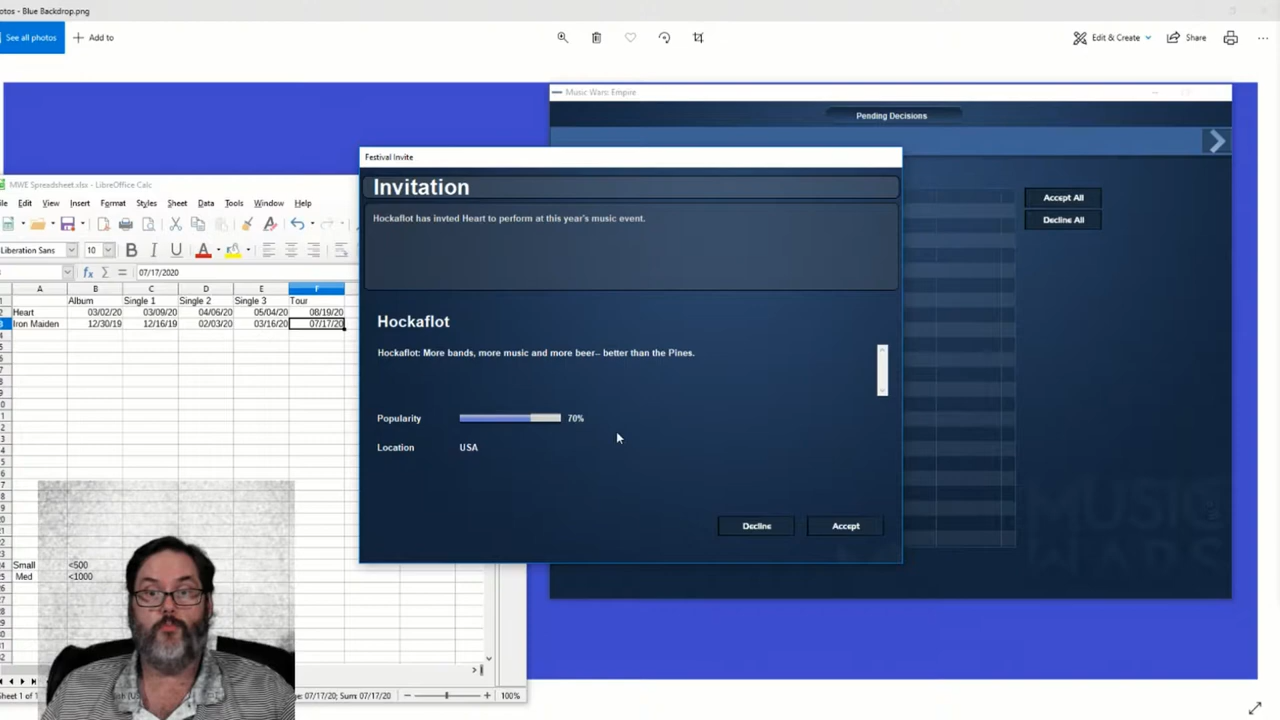 otos - Blue Backdrop.png
See all photos
Add to
Edit & Create
Share
Music Wars: Empire
Pending Decisions
Accept All
Decline All
Festival Invite
Invitation
Hockaflot has invted Heart to perform at this year's music event.
Hockaflot
Hockaflot: More bands, more music and more beer-- better than the Pines.
Popularity 70%
Location USA
Decline Accept
MWE Spreadsheet.xlsx - LibreOffice Calc
Edit View Insert Format Styles Sheet Data Tools Window Help
Liberation Sans 10
07/17/2020
A B C D E F
Album Single 1 Single 2 Single 3 Tour
Heart 03/02/20 03/09/20 04/06/20 05/04/20 08/19/20
Iron Maiden 12/30/19 12/16/19 02/03/20 03/16/20 07/17/20
Small <500
Med <1000
Sheet 1 of 1
07/17/20; Sum: 07/17/20
100%
MUSIC
WARS